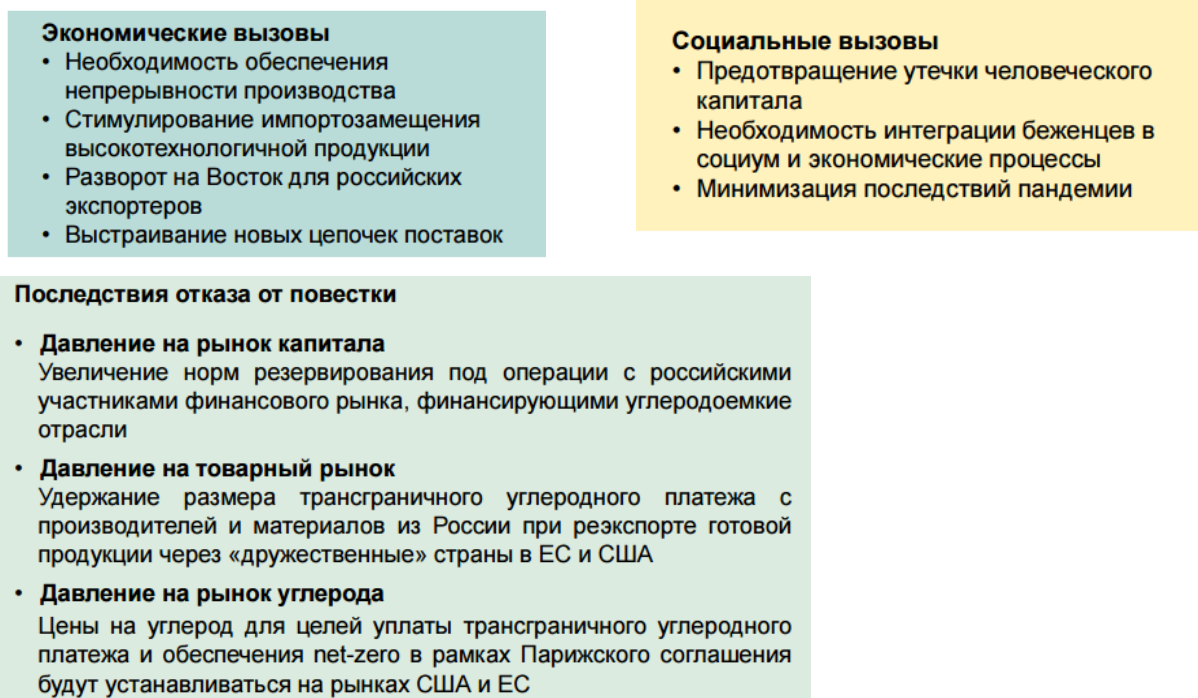 Экономические вызовы
• Необходимость обеспечения
непрерывности производства
• Стимулирование импортозамещения
высокотехнологичной продукции
• Разворот на Восток для российских
экспортеров
• Выстраивание новых цепочек поставок
Социальные вызовы
• Предотвращение утечки человеческого
капитала
• Необходимость интеграции беженцев в
социум и экономические процессы
• Минимизация последствий пандемии
Последствия отказа от повестки
• Давление на рынок капитала
Увеличение норм резервирования под операции с российскими
участниками финансового рынка, финансирующими углеродоемкие
отрасли
• Давление на товарный рынок
Удержание размера трансграничного углеродного платежа с
производителей и материалов из России при реэкспорте готовой
продукции через «дружественные» страны в ЕС и США
• Давление на рынок углерода
Цены на углерод для целей уплаты трансграничного углеродного
платежа и обеспечения net-zero в рамках Парижского соглашения
будут устанавливаться на рынках США и ЕС